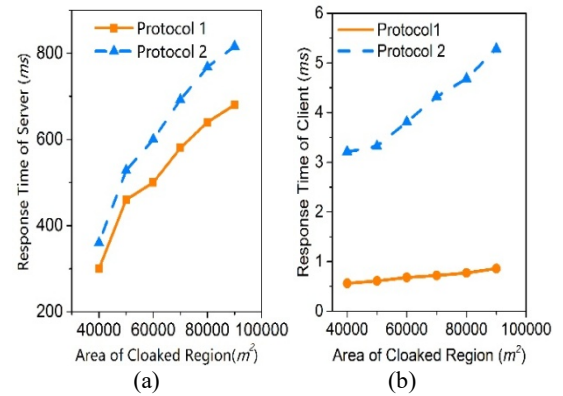 Protocol 1
Protocol 2
Response Time of Server (ms)
800
600
400
200
40000 60000 80000 100000
Area of Cloaked Region(m²)
(a)
Protocol1
Protocol 2
Response Time of Client (ms)
6
5
4
3
2
1
0
40000 60000 80000 100000
Area of Cloaked Region (m²)
(b)